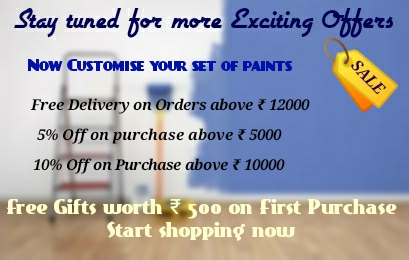 Stay tuned for more Exciting Offers
Now Customise your set of paints
SALE
Free Delivery on Orders above ₹ 12000
5% Off on purchase above ₹ 5000
10% Off on Purchase above ₹ 10000
Free Gifts worth ₹ 500 on First Purchase
Start shopping now